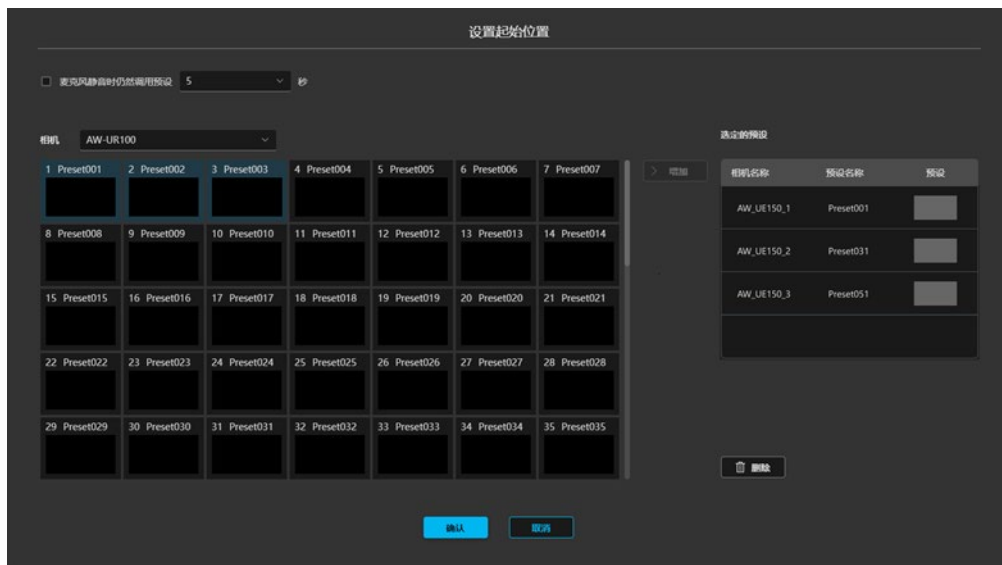 设置起始位置
麦克风静音时仍然调用预设 5 秒
相机 AW-UR100
选定的预设
1 Preset001 2 Preset002 3 Preset003 4 Preset004 5 Preset005 6 Preset006 7 Preset007
> 增加
相机名称 预设名称 预设
AW_UE150_1 Preset001
8 Preset008 9 Preset009 10 Preset010 11 Preset011 12 Preset012 13 Preset013 14 Preset014
AW_UE150_2 Preset031
15 Preset015 16 Preset016 17 Preset017 18 Preset018 19 Preset019 20 Preset020 21 Preset021
AW_UE150_3 Preset051
22 Preset022 23 Preset023 24 Preset024 25 Preset025 26 Preset026 27 Preset027 28 Preset028
29 Preset029 30 Preset030 31 Preset031 32 Preset032 33 Preset033 34 Preset034 35 Preset035
删除
确认 取消